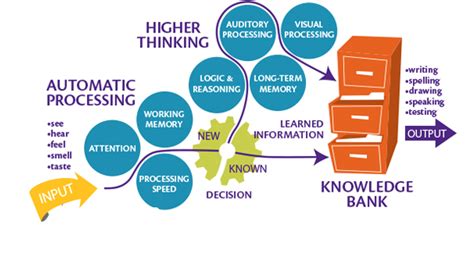 HIGHER
THINKING
AUDITORY
PROCESSING
VISUAL
PROCESSING
LOGIC &
REASONING
LONG-TERM
MEMORY
AUTOMATIC
PROCESSING
•see
•hear
•feel
•smell
•taste
WORKING
MEMORY
ATTENTION
PROCESSING
SPEED
INPUT
NEW
KNOWN
DECISION
LEARNED
INFORMATION
KNOWLEDGE
BANK
•writing
•spelling
•drawing
•speaking
•testing
OUTPUT